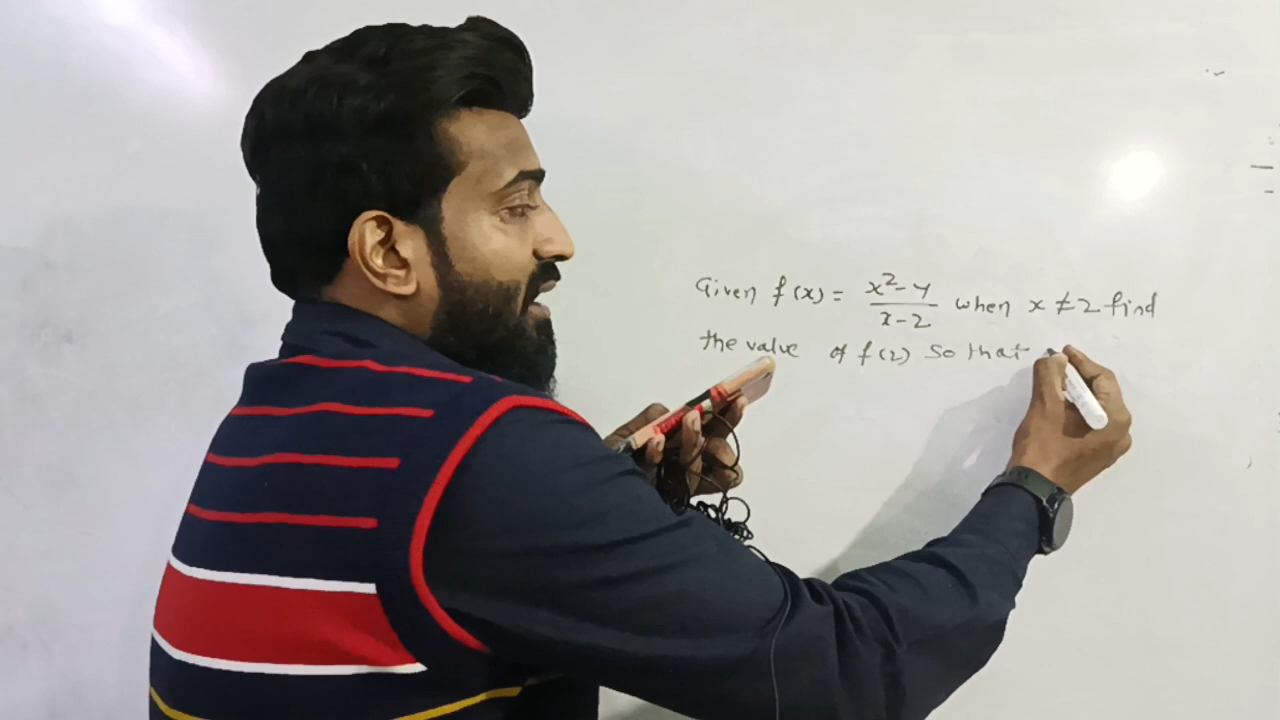 Given f(x) = x²-4/x-2 when x ≠ 2 find
the value of f(2) so that